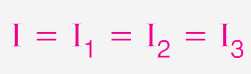 I = I₁ = I₂ = I₃